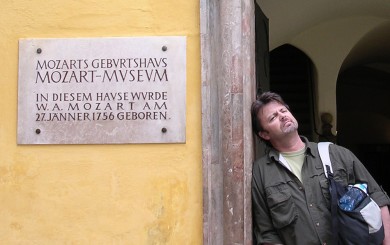 MOZARTS GEBVRTSHAVS
MOZART-MVSEVM
IN DIESEM HAVSE WVRDE
W. A. MOZART AM
27. JÄNNER 1756 GEBOREN.